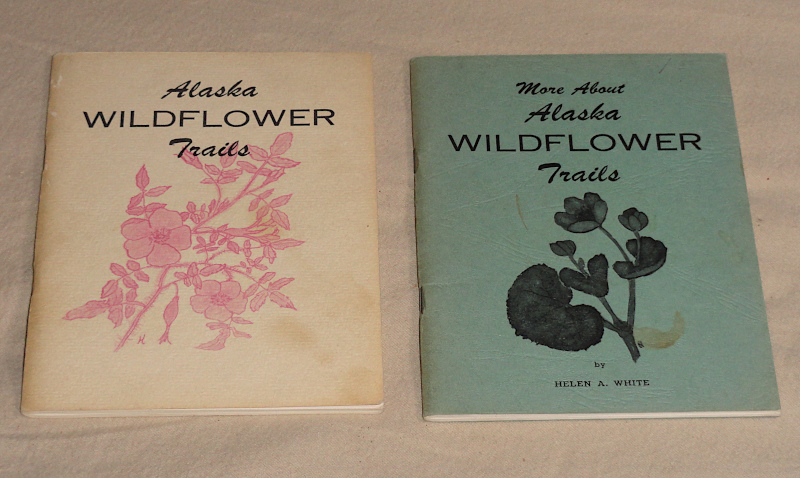 Alaska
WILDFLOWER
Trails
More About
Alaska
WILDFLOWER
Trails
by
HELEN A. WHITE